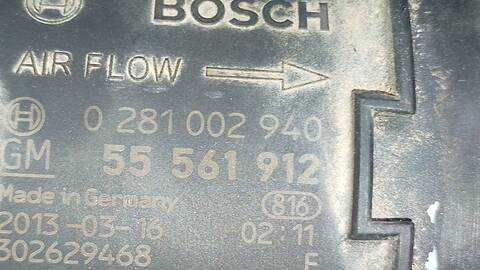 BOSCH
AIR FLOW
0 281 002 940
GM 55 561 912
Made in Germany 816
2013-03-16 02:11
302629468 F